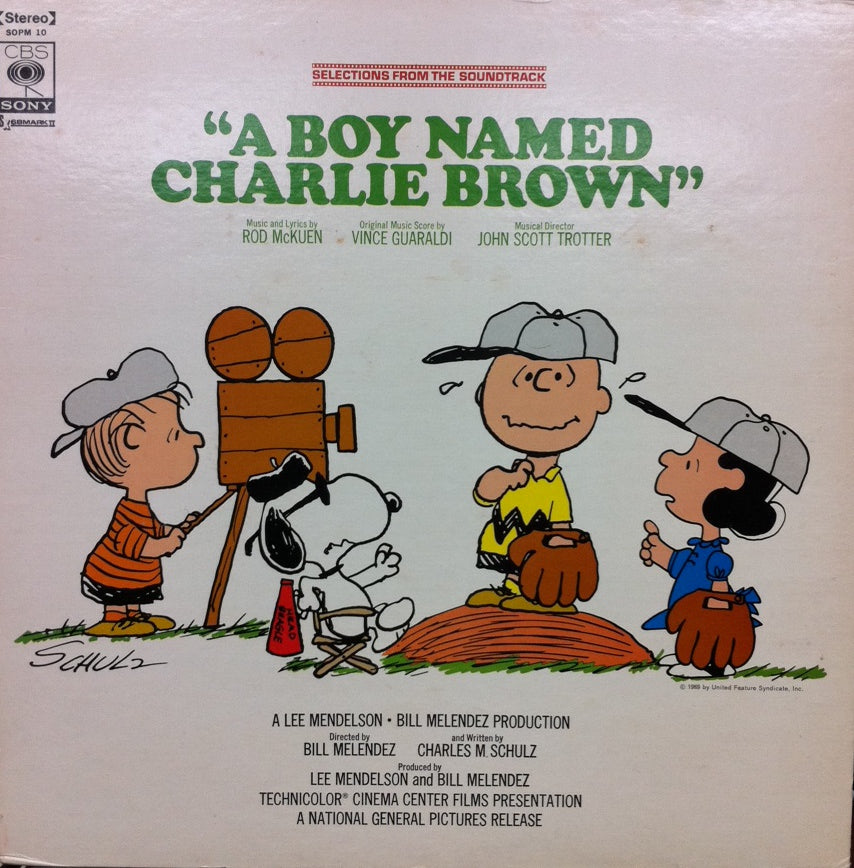 Stereo
SOPM 10
CBS
SONY
SELECTIONS FROM THE SOUNDTRACK
“A BOY NAMED
CHARLIE BROWN”
Music and Lyrics by
ROD McKUEN
Original Music Score by
VINCE GUARALDI
Musical Director
JOHN SCOTT TROTTER
HEAD
BEAGLE
SCHULZ
© 1969 by United Feature Syndicate, Inc.
A LEE MENDELSON • BILL MELENDEZ PRODUCTION
Directed by
BILL MELENDEZ
and Written by
CHARLES M. SCHULZ
Produced by
LEE MENDELSON and BILL MELENDEZ
TECHNICOLOR® CINEMA CENTER FILMS PRESENTATION
A NATIONAL GENERAL PICTURES RELEASE